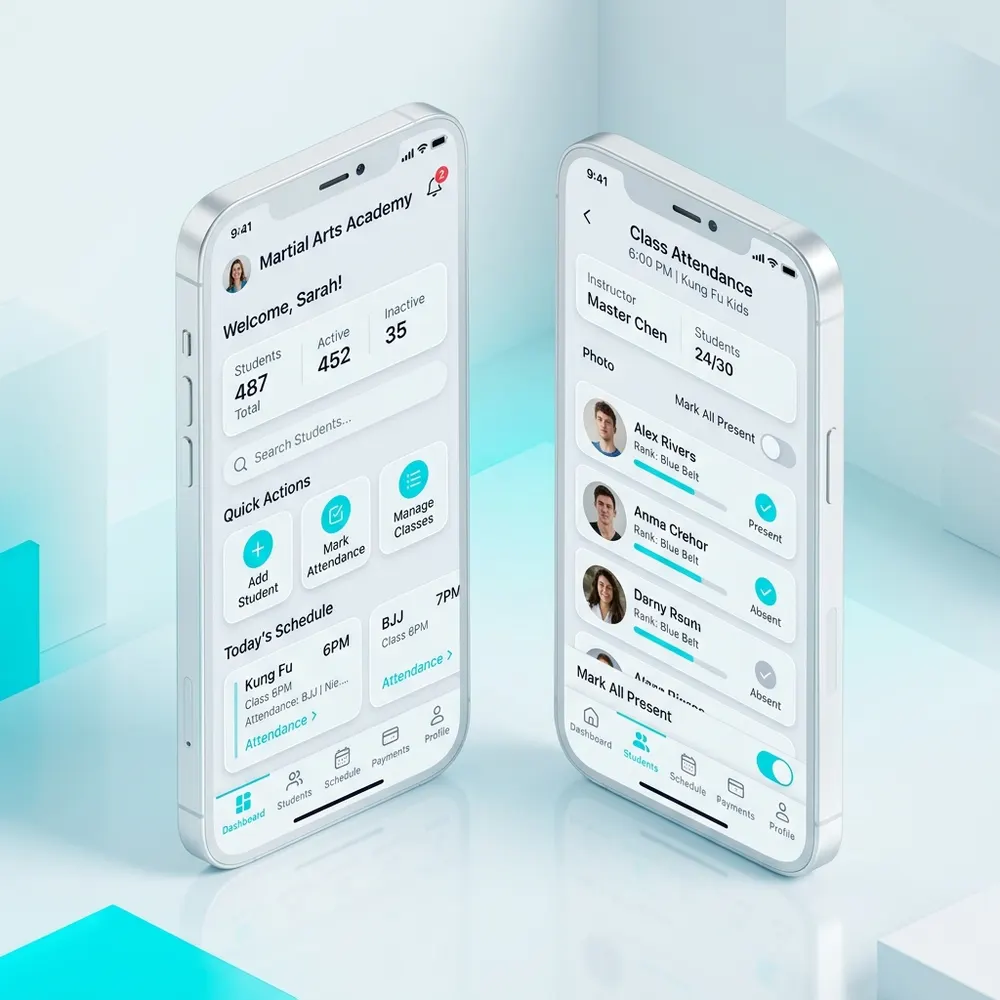 9:41
2
Martial Arts Academy
Welcome, Sarah!
Students
487
Total
Active
452
Inactive
35
Search Students...
Quick Actions
Add
Student
Mark
Attendance
Manage
Classes
Today's Schedule
Kung Fu
6PM
Class 6PM
Attendance: BJJ | Nie....
Attendance >
BJJ
7PM
Class 6PM
Attendance >
Dashboard
Students
Schedule
Payments
Profile
9:41
Class Attendance
6:00 PM | Kung Fu Kids
Instructor
Master Chen
Students
24/30
Photo
Mark All Present
Alex Rivers
Rank: Blue Belt
Present
Anma Crehor
Rank: Blue Belt
Absent
Darny Rsam
Rank: Blue Belt
Absent
Mark All Present
Dashboard
Students
Schedule
Payments
Profile